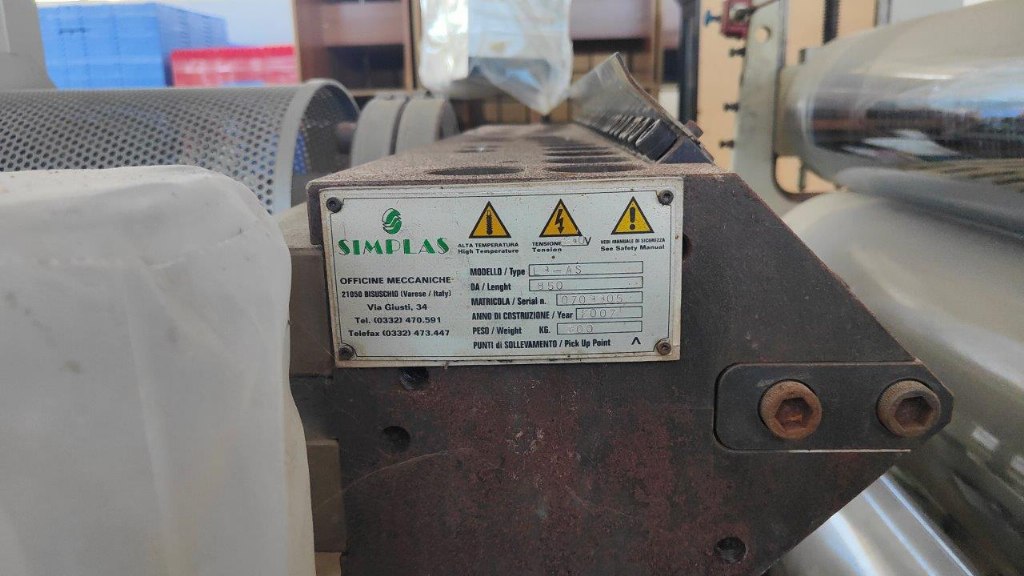 SIMPLAS
ALTA TEMPERATURA
High Temperature
TENSIONE V
Tension
VEDI MANUALE DI SICUREZZA
See Safety Manual
OFFICINE MECCANICHE
21050 BISUSCHIO (Varese / Italy)
Via Giusti, 34
Tel. (0332) 470.591
Telefax (0332) 473.447
MODELLO / Type
DA / Lenght 850
MATRICOLA / Serial n.
ANNO DI COSTRUZIONE / Year 2007
PESO / Weight KG.
PUNTI di SOLLEVAMENTO / Pick Up Point